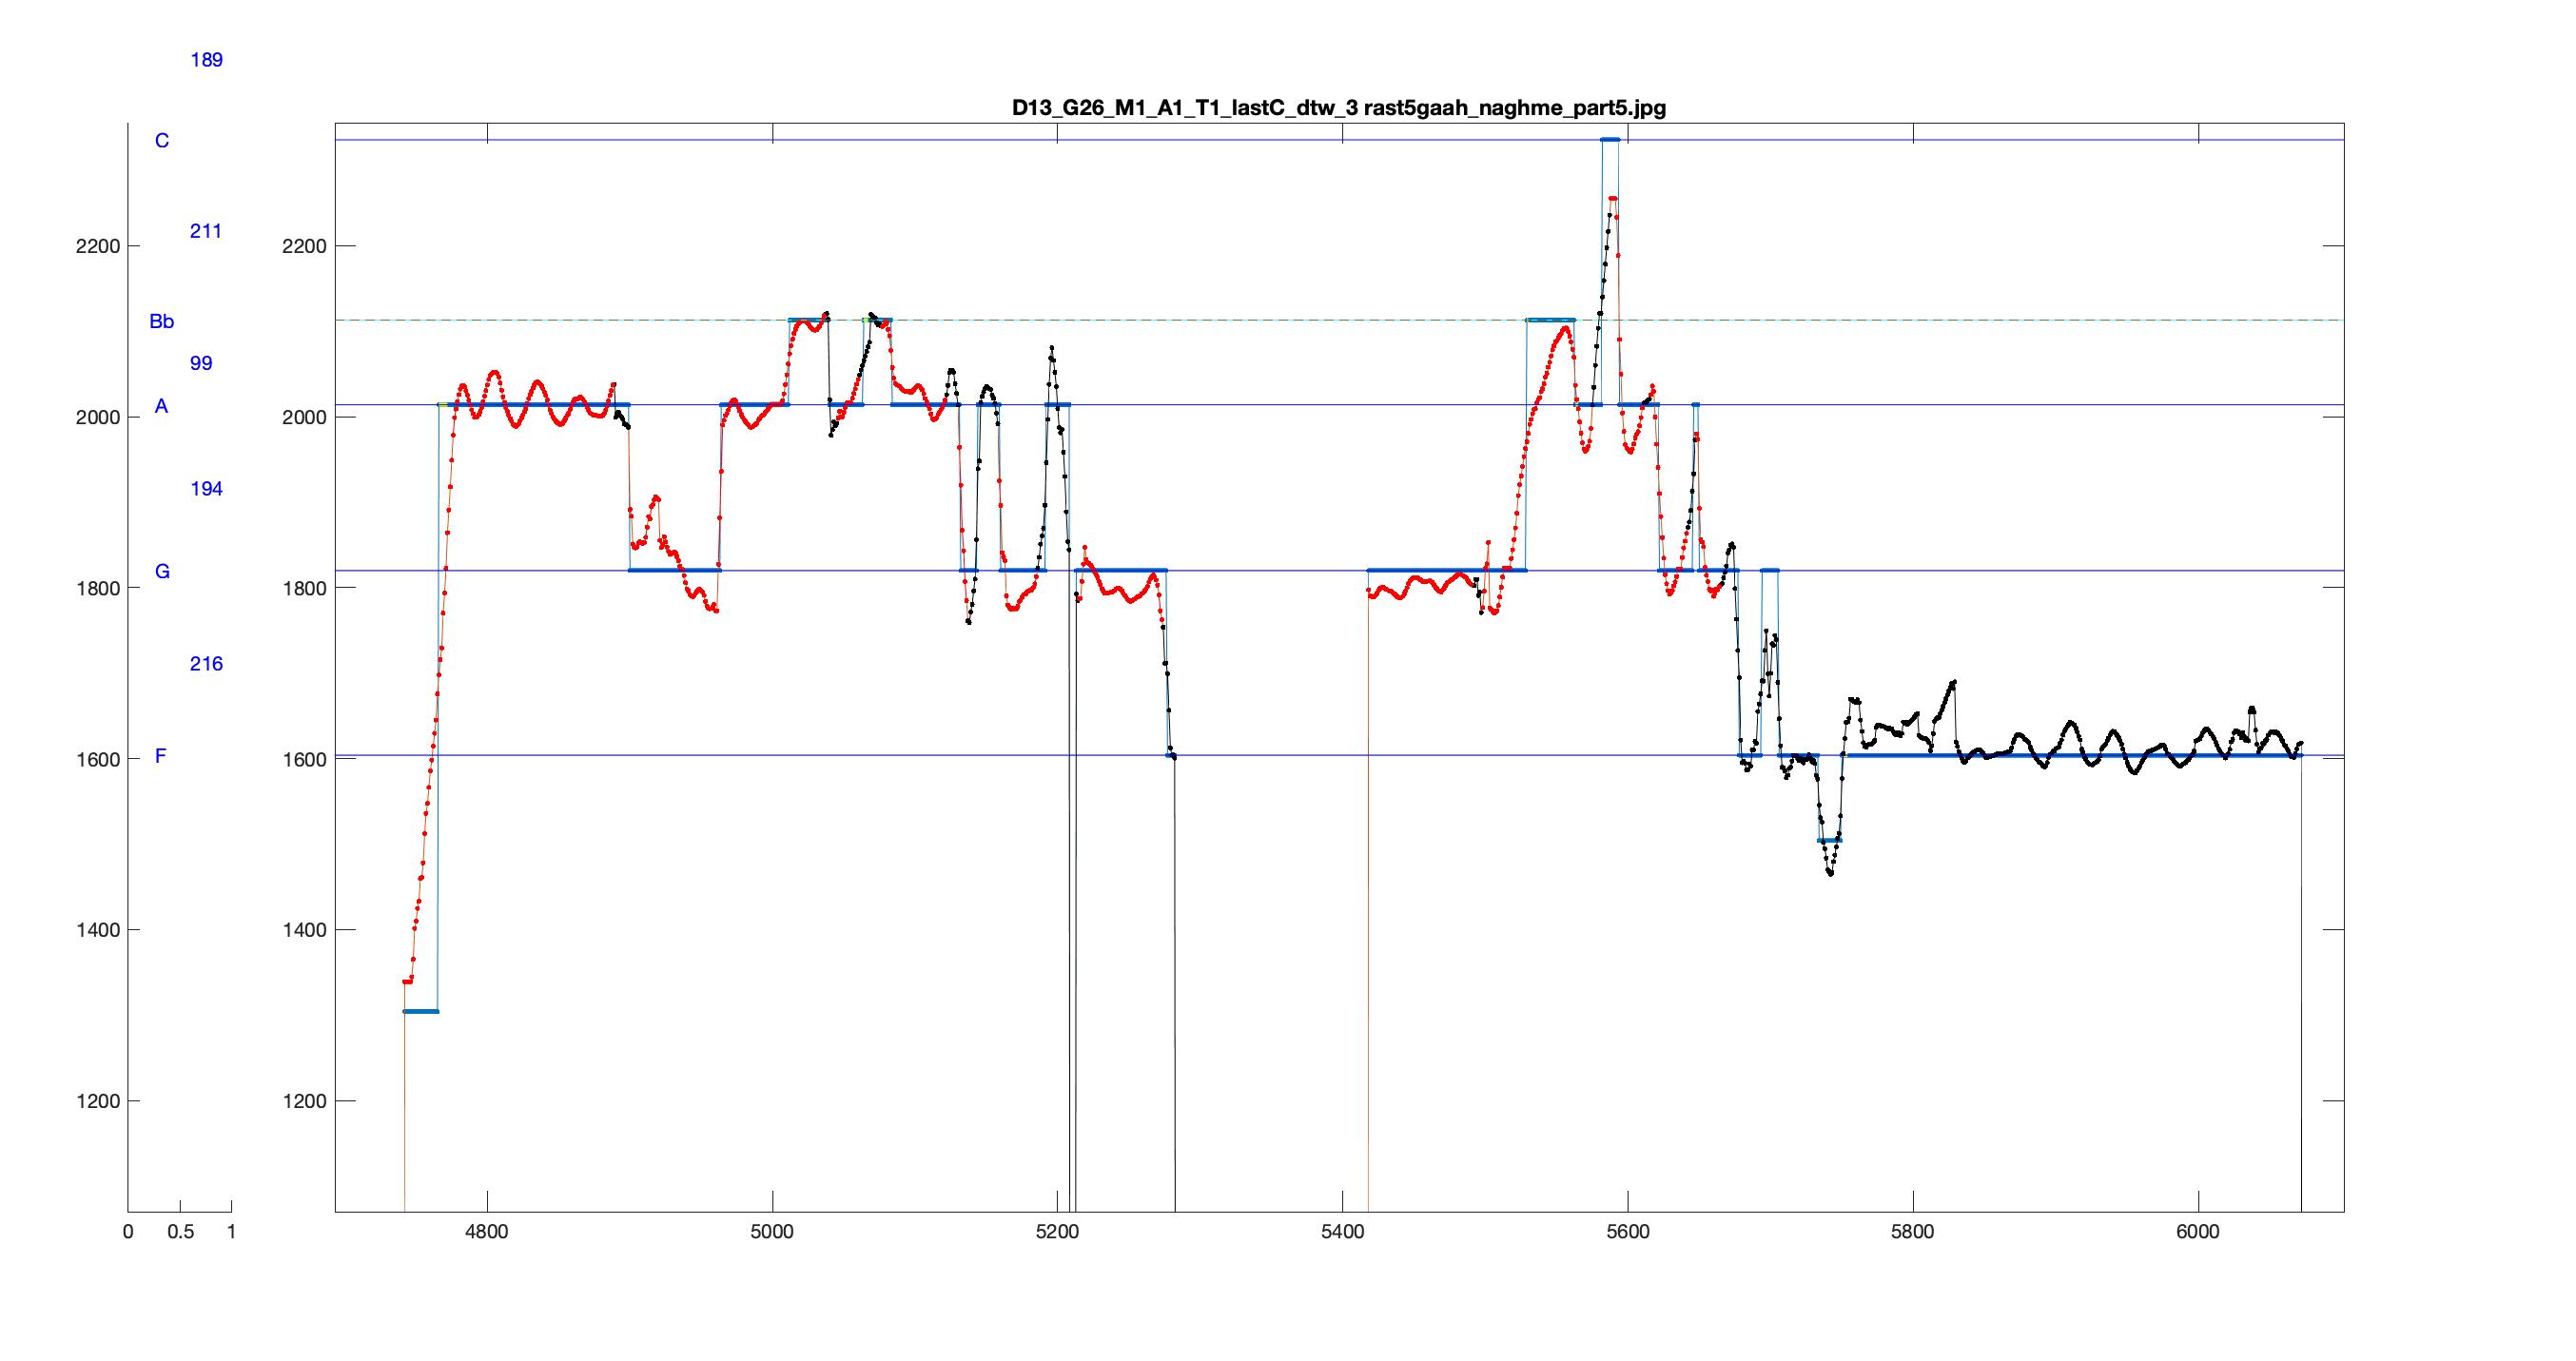 189
D13_G26_M1_A1_T1_lastC_dtw_3 rast5gaah_naghme_part5.jpg
C
211
2200 2200
Bb
99
A
2000 2000
194
G
1800 1800
216
F
1600 1600
1400 1400
1200 1200
0 0.5 1 4800 5000 5200 5400 5600 5800 6000